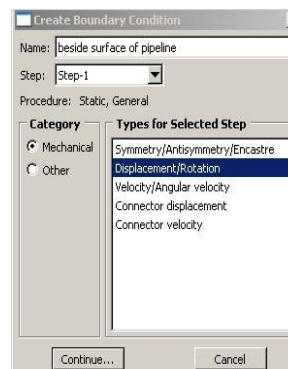 Create Boundary Condition
Name: beside surface of pipeline
Step: Step-1
Procedure: Static, General
Category
Mechanical
Other
Types for Selected Step
Symmetry/Antisymmetry/Encastre
Displacement/Rotation
Velocity/Angular velocity
Connector displacement
Connector velocity
Continue...
Cancel